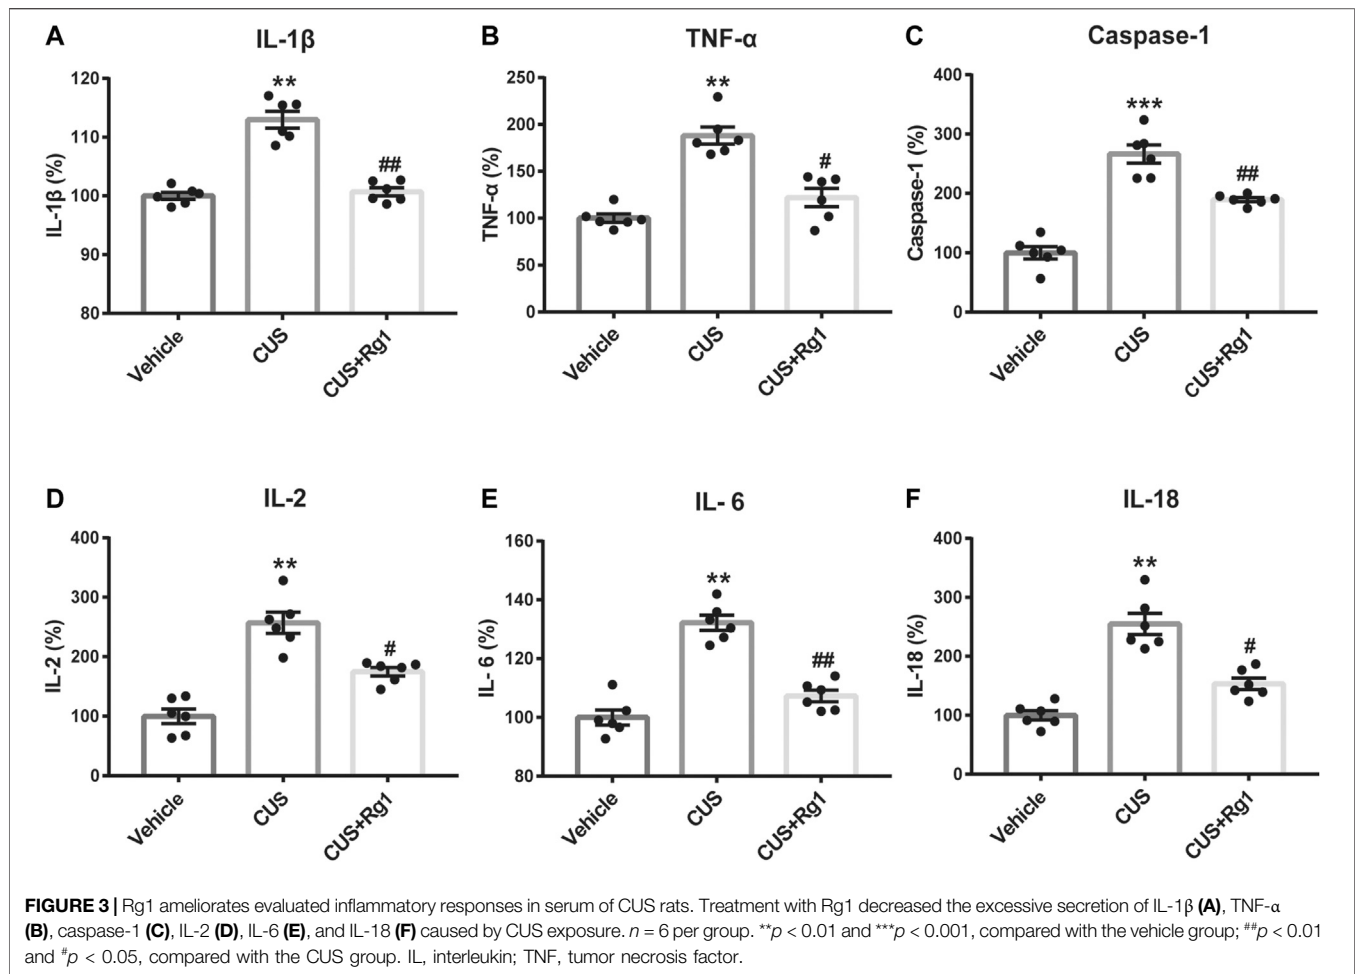 A
IL-1β
IL-1β (%)
120
110
100
90
80
**
##
Vehicle
CUS
CUS+Rg1
B
TNF-α
TNF-α (%)
250
200
150
100
50
0
**
#
Vehicle
CUS
CUS+Rg1
C
Caspase-1
Caspase-1 (%)
400
300
200
100
0
***
##
Vehicle
CUS
CUS+Rg1
D
IL-2
IL-2 (%)
400
300
200
100
0
**
#
Vehicle
CUS
CUS+Rg1
E
IL- 6
IL- 6 (%)
160
140
120
100
80
**
##
Vehicle
CUS
CUS+Rg1
F
IL-18
IL-18 (%)
400
300
200
100
0
**
#
Vehicle
CUS
CUS+Rg1
FIGURE 3 | Rg1 ameliorates evaluated inflammatory responses in serum of CUS rats. Treatment with Rg1 decreased the excessive secretion of IL-1β (A), TNF-α
(B), caspase-1 (C), IL-2 (D), IL-6 (E), and IL-18 (F) caused by CUS exposure. n = 6 per group. **p < 0.01 and ***p < 0.001, compared with the vehicle group; ##p < 0.01
and #p < 0.05, compared with the CUS group. IL, interleukin; TNF, tumor necrosis factor.